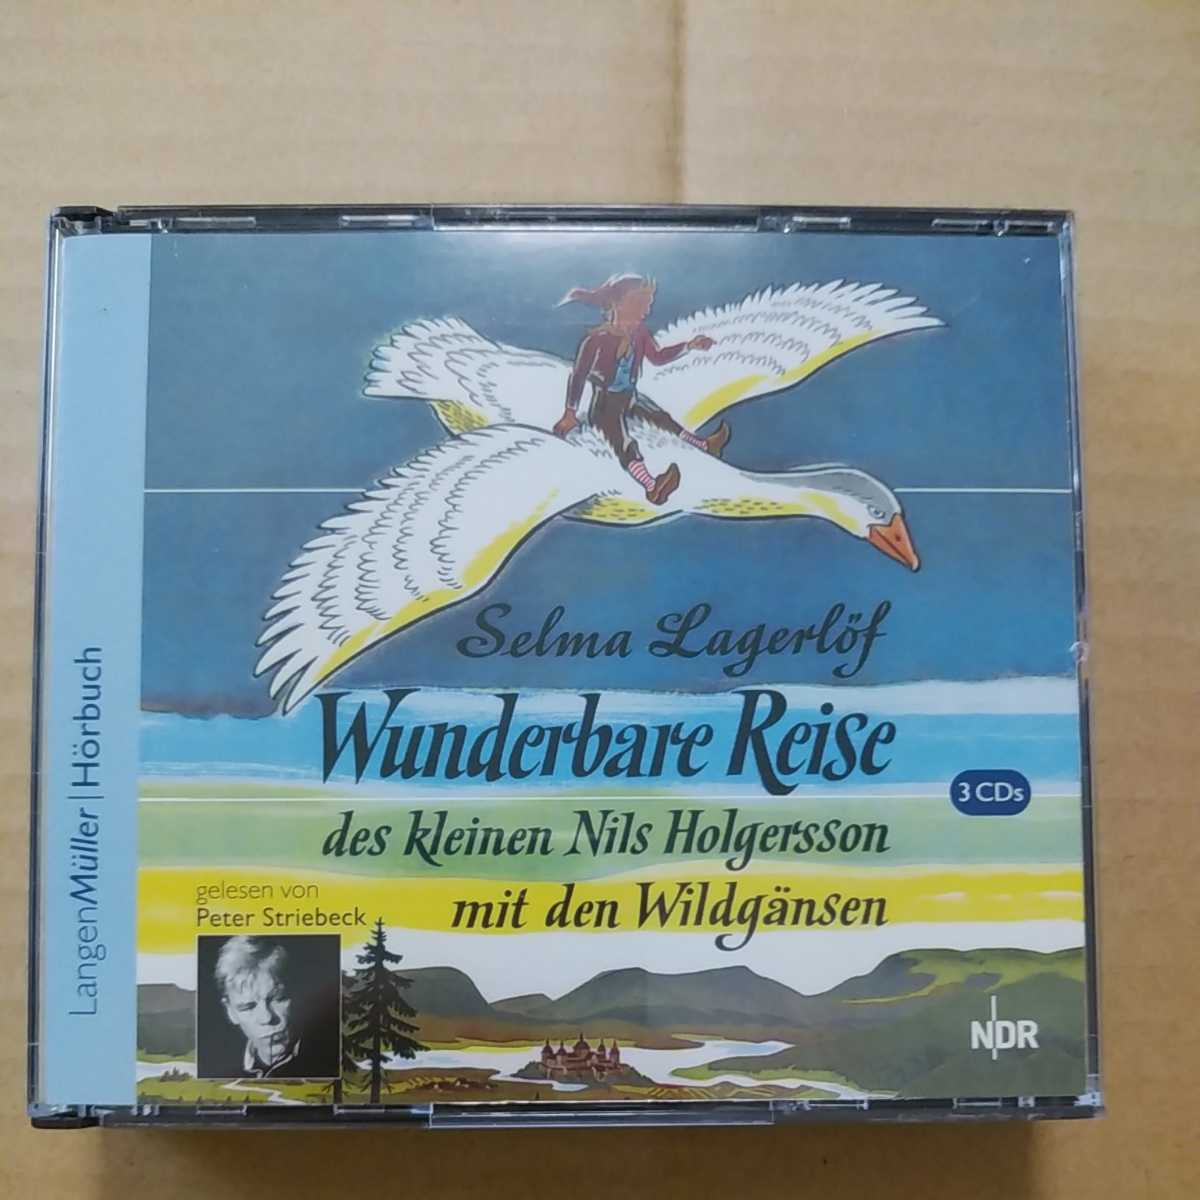 LangenMüller|Hörbuch
Selma Lagerlöf
Wunderbare Reise
des kleinen Nils Holgersson
mit den Wildgänsen
3 CDs
gelesen von
Peter Striebeck
NDR